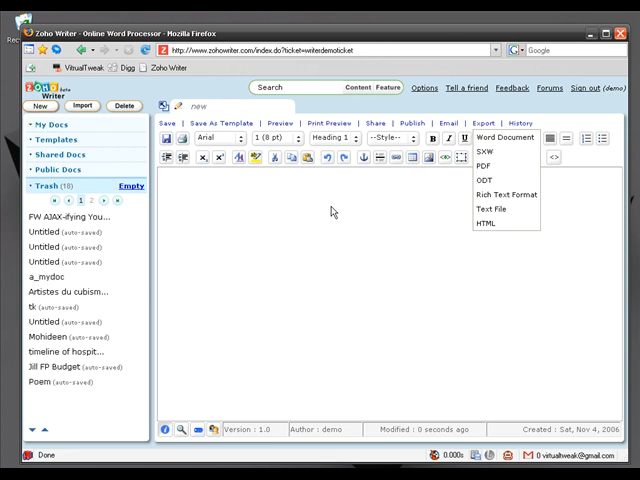 Zoho Writer - Online Word Processor - Mozilla Firefox
http://www.zohowriter.com/index.do?ticket=writerdemoticket
Google
VirtualTweak Digg Zoho Writer
ZOHO beta
Writer
Search Content Feature
Options Tell a friend Feedback Forums Sign out (demo)
New Import Delete
new
Save | Save As Template | Preview | Print Preview | Share | Publish | Email | Export | History
Arial 1 (8 pt) Heading 1 --Style-- B I U
Word Document
SXW
PDF
ODT
Rich Text Format
Text File
HTML
My Docs
Templates
Shared Docs
Public Docs
Trash (18) Empty
1 2
FW AJAX-ifying You...
Untitled (auto-saved)
Untitled (auto-saved)
Untitled (auto-saved)
a_mydoc
Artistes du cubism...
tk (auto-saved)
Untitled (auto-saved)
Mohideen (auto-saved)
timeline of hospit...
Jill FP Budget (auto-saved)
Poem (auto-saved)
Version : 1.0 Author : demo Modified : 0 seconds ago Created : Sat, Nov 4, 2006
Done 0.000s 0 virtualtweak@gmail.com